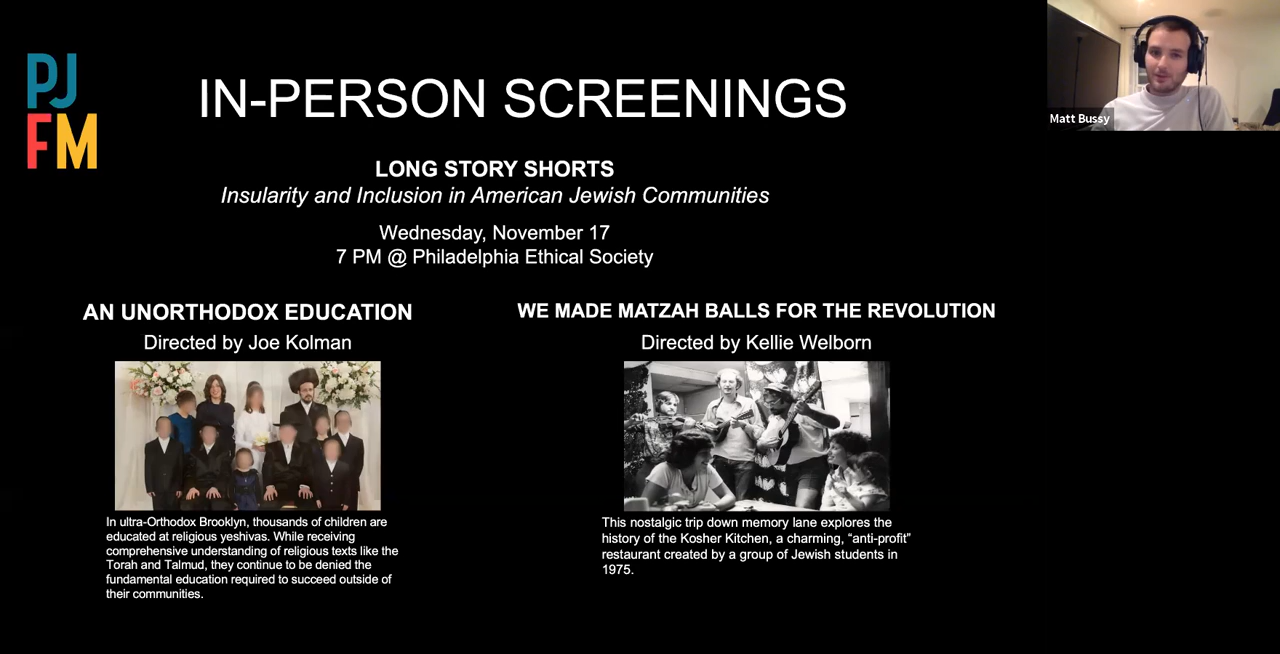 PJ
FM
IN-PERSON SCREENINGS
Matt Bussy
LONG STORY SHORTS
Insularity and Inclusion in American Jewish Communities
Wednesday, November 17
7 PM @ Philadelphia Ethical Society
AN UNORTHODOX EDUCATION
Directed by Joe Kolman
In ultra-Orthodox Brooklyn, thousands of children are
educated at religious yeshivas. While receiving
comprehensive understanding of religious texts like the
Torah and Talmud, they continue to be denied the
fundamental education required to succeed outside of
their communities.
WE MADE MATZAH BALLS FOR THE REVOLUTION
Directed by Kellie Welborn
This nostalgic trip down memory lane explores the
history of the Kosher Kitchen, a charming, “anti-profit”
restaurant created by a group of Jewish students in
1975.